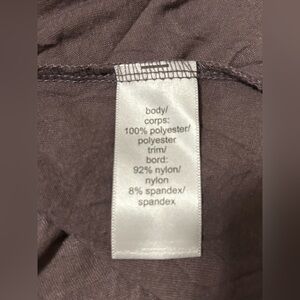 body/
corps:
100% polyester/
polyester
trim/
bord:
92% nylon/
nylon
8% spandex/
spandex